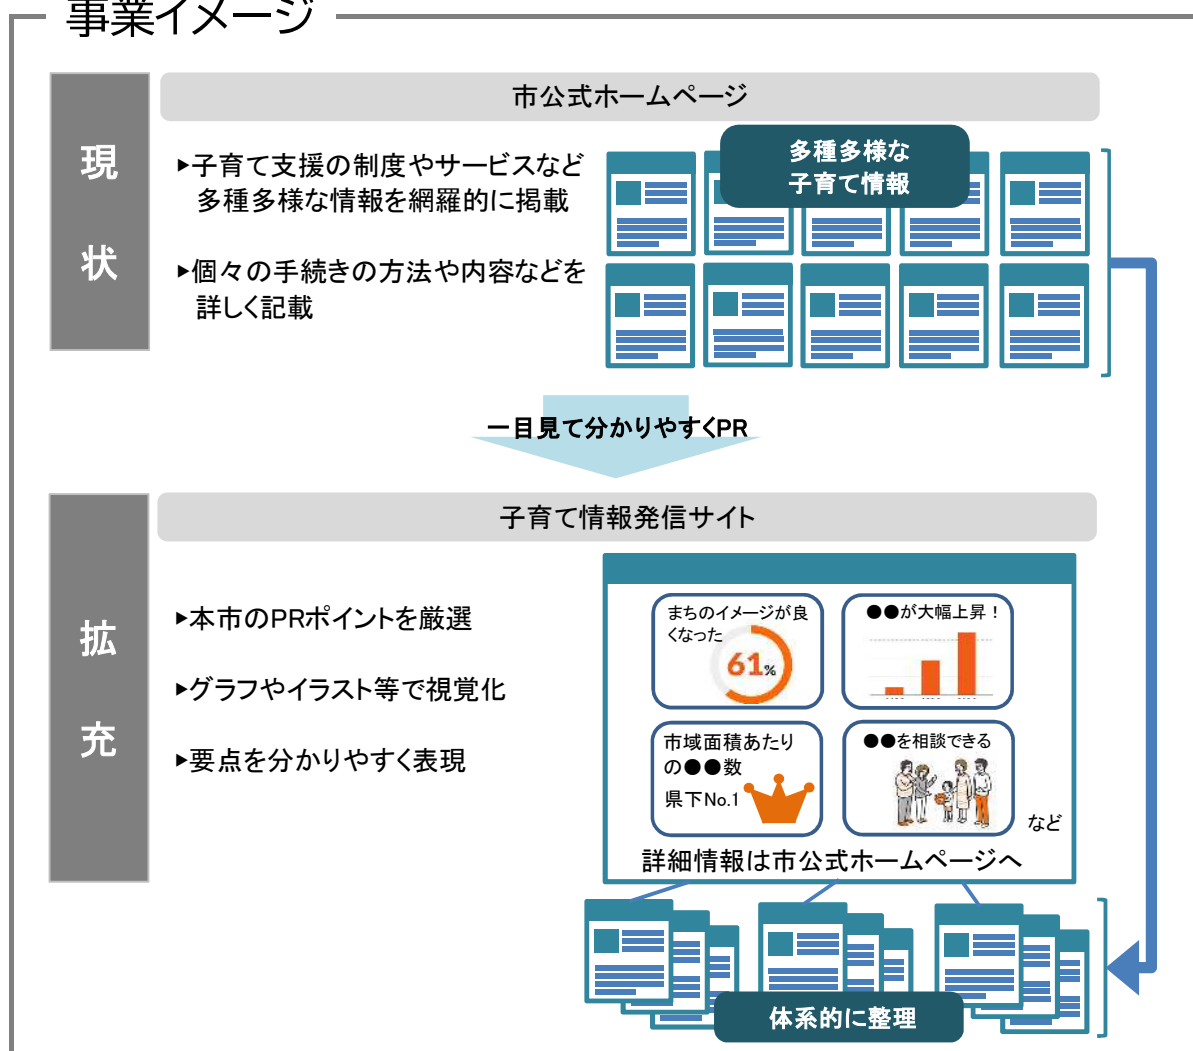 事業イメージ
現状
市公式ホームページ
▶子育て支援の制度やサービスなど
多種多様な情報を網羅的に掲載
▶個々の手続きの方法や内容などを
詳しく記載
多種多様な
子育て情報
一目見て分かりやすくPR
拡充
子育て情報発信サイト
▶本市のPRポイントを厳選
▶グラフやイラスト等で視覚化
▶要点を分かりやすく表現
まちのイメージが良
くなった
61%
●●が大幅上昇！
市域面積あたり
の●●数
県下No.1
●●を相談できる
など
詳細情報は市公式ホームページへ
体系的に整理